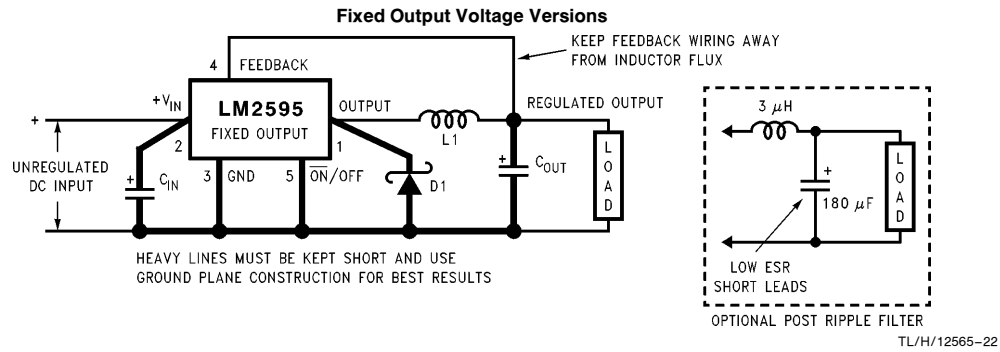 Fixed Output Voltage Versions
KEEP FEEDBACK WIRING AWAY
FROM INDUCTOR FLUX
4 FEEDBACK
+VIN
LM2595
FIXED OUTPUT
OUTPUT
REGULATED OUTPUT
3 μH
+
2
1
L1
UNREGULATED
DC INPUT
+
CIN
3 GND
5 ON/OFF
D1
+
COUT
LOAD
+
180 μF
LOAD
HEAVY LINES MUST BE KEPT SHORT AND USE
GROUND PLANE CONSTRUCTION FOR BEST RESULTS
LOW ESR
SHORT LEADS
OPTIONAL POST RIPPLE FILTER
TL/H/12565–22